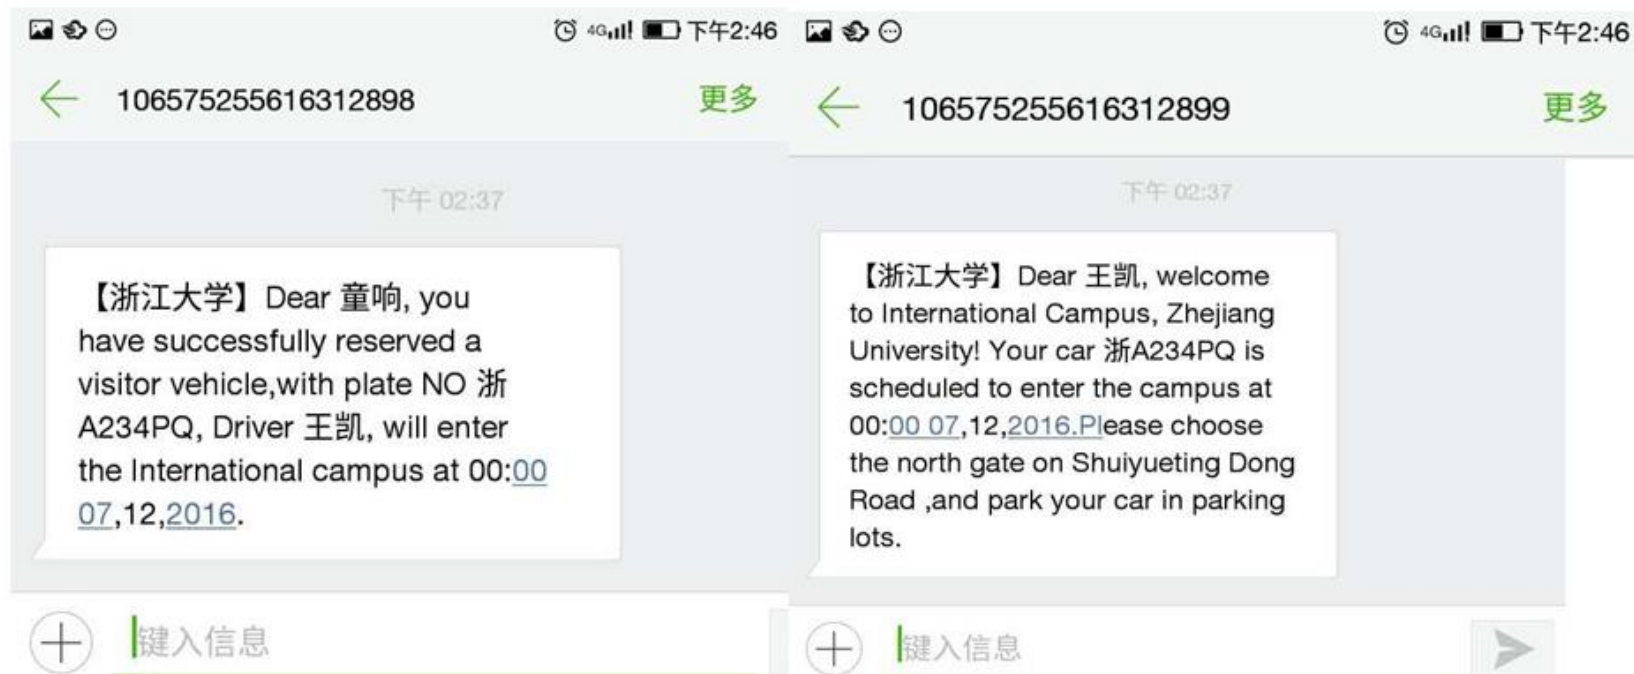 4G 下午2:46
106575255616312898 更多
下午 02:37
【浙江大学】Dear 童响, you
have successfully reserved a
visitor vehicle,with plate NO 浙
A234PQ, Driver 王凯, will enter
the International campus at 00:00
07,12,2016.
键入信息
4G 下午2:46
106575255616312899 更多
下午 02:37
【浙江大学】Dear 王凯, welcome
to International Campus, Zhejiang
University! Your car 浙A234PQ is
scheduled to enter the campus at
00:00 07,12,2016.Please choose
the north gate on Shuiyueting Dong
Road ,and park your car in parking
lots.
键入信息